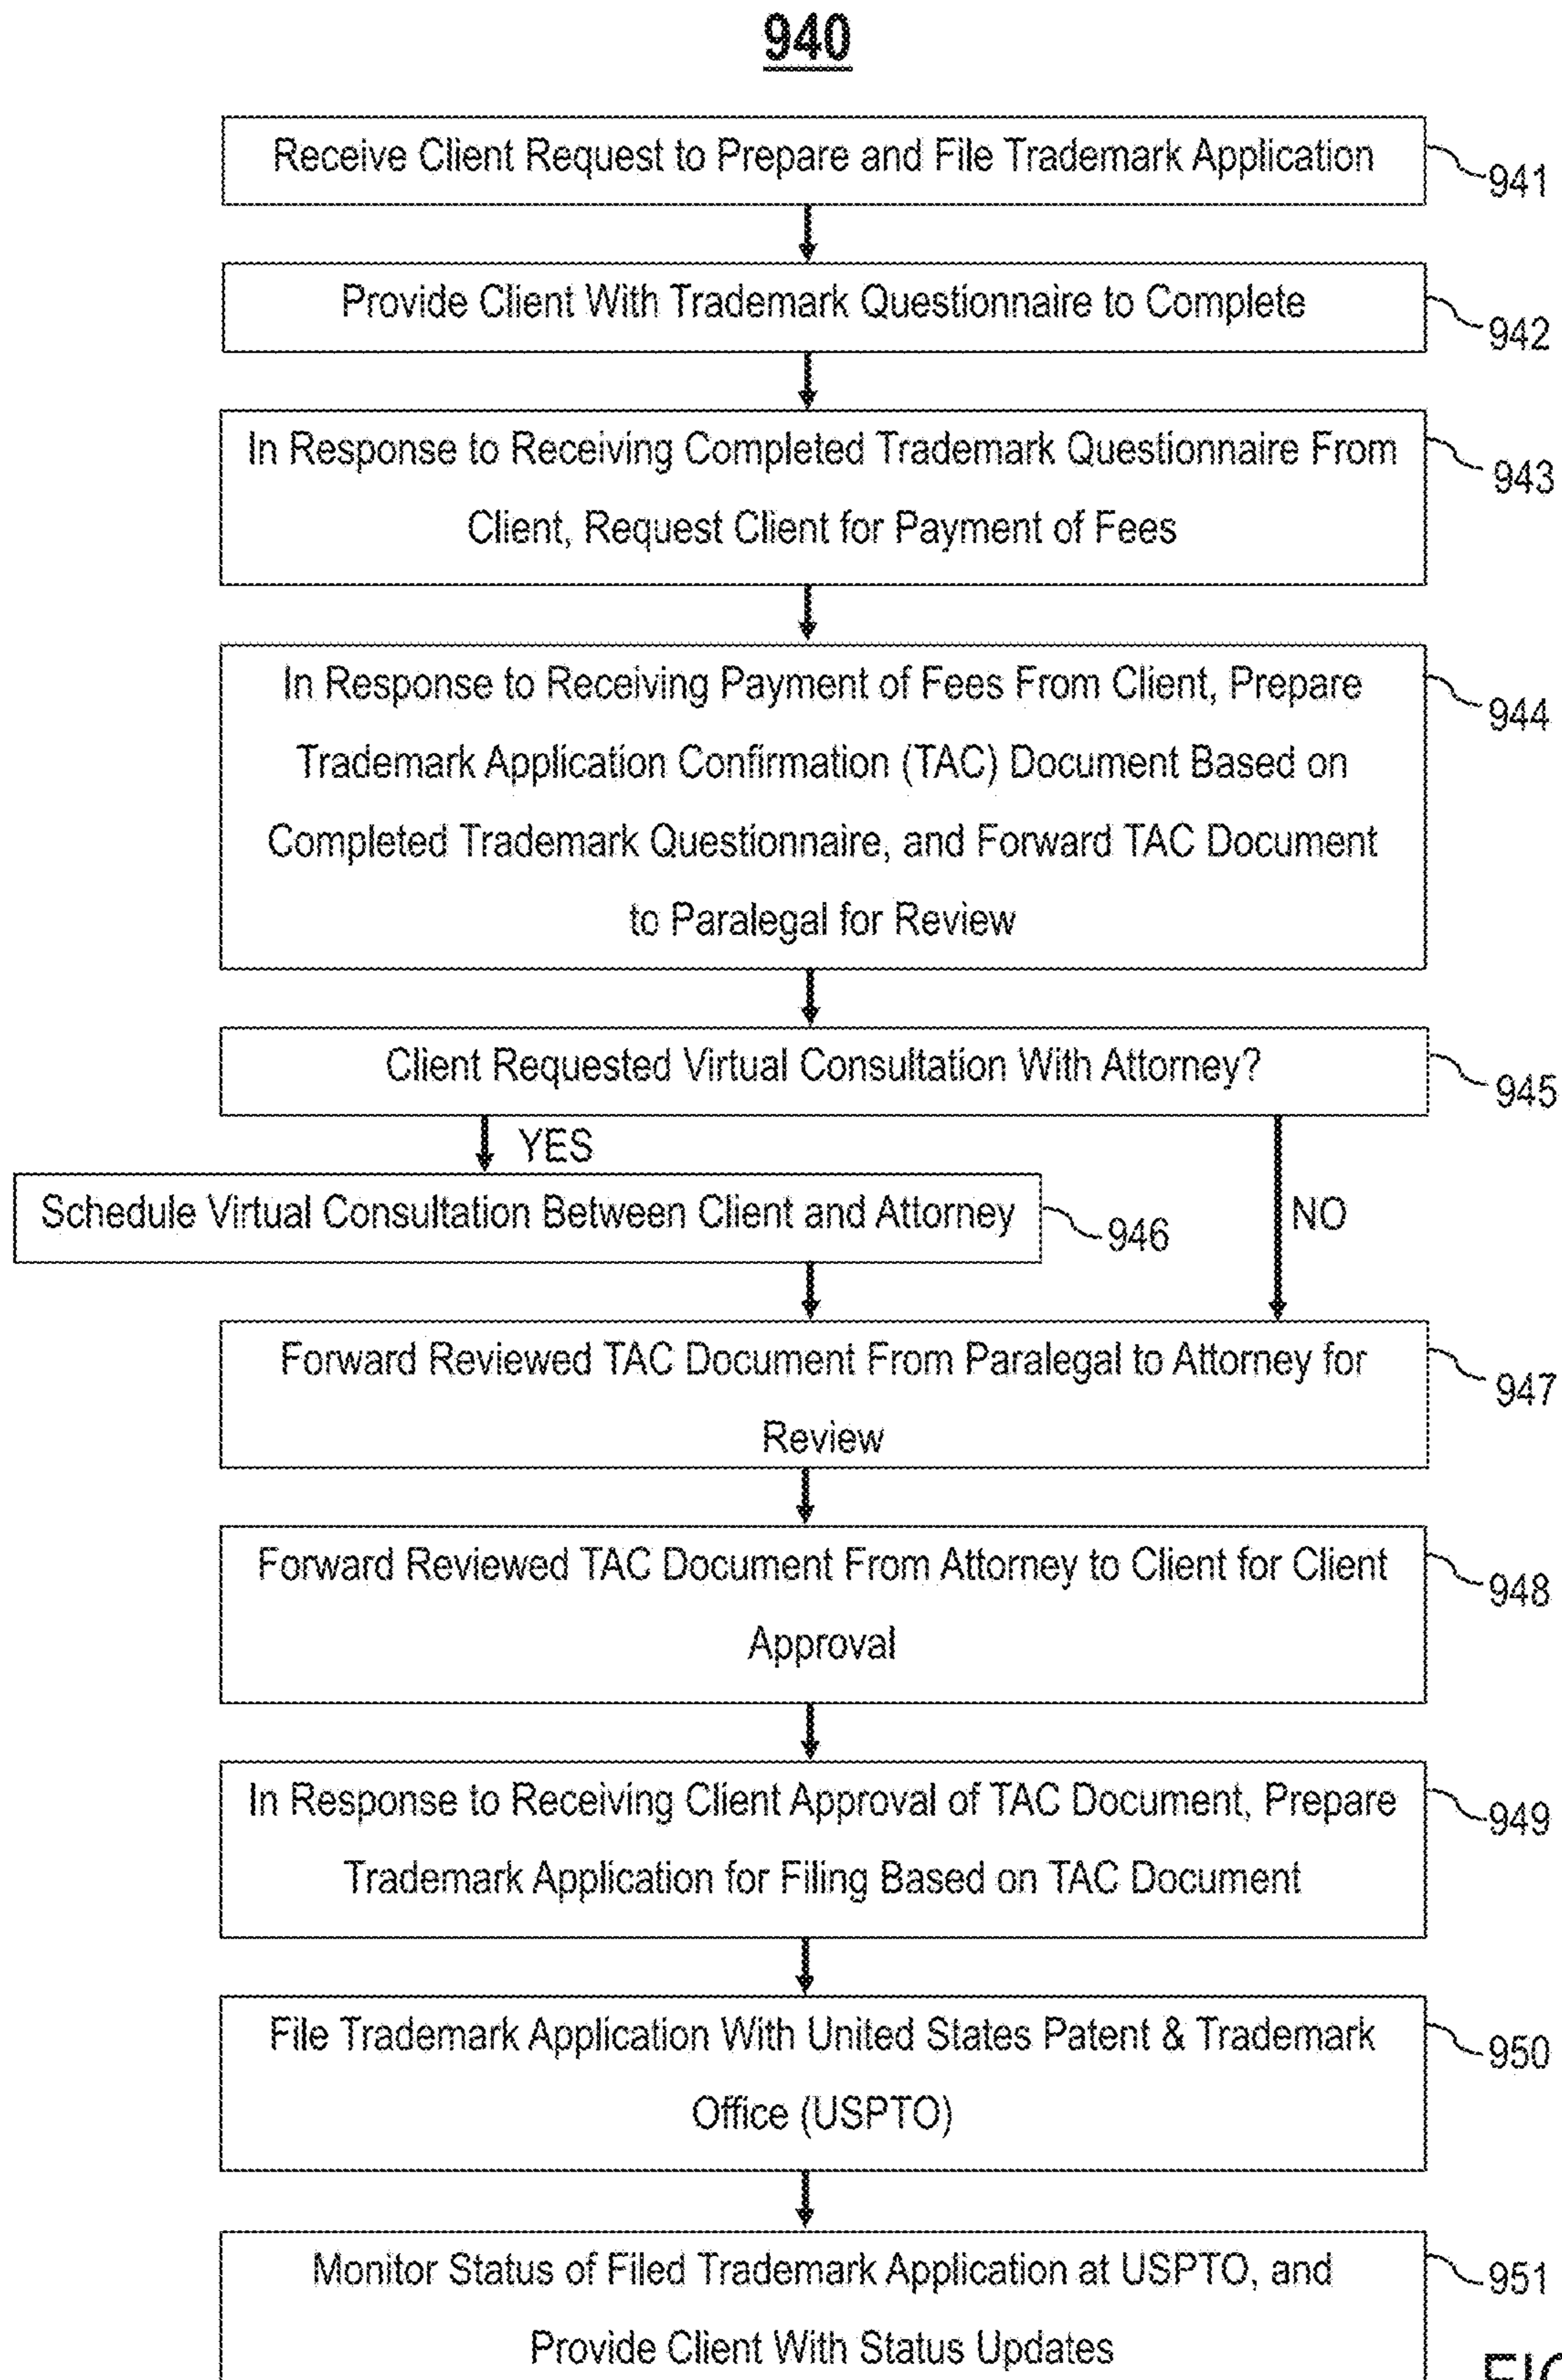 940
Receive Client Request to Prepare and File Trademark Application
941
Provide Client With Trademark Questionnaire to Complete
942
In Response to Receiving Completed Trademark Questionnaire From
Client, Request Client for Payment of Fees
943
In Response to Receiving Payment of Fees From Client, Prepare
Trademark Application Confirmation (TAC) Document Based on
Completed Trademark Questionnaire, and Forward TAC Document
to Paralegal for Review
944
Client Requested Virtual Consultation With Attorney?
945
YES
NO
Schedule Virtual Consultation Between Client and Attorney
946
Forward Reviewed TAC Document From Paralegal to Attorney for
Review
947
Forward Reviewed TAC Document From Attorney to Client for Client
Approval
948
In Response to Receiving Client Approval of TAC Document, Prepare
Trademark Application for Filing Based on TAC Document
949
File Trademark Application With United States Patent & Trademark
Office (USPTO)
950
Monitor Status of Filed Trademark Application at USPTO, and
Provide Client With Status Updates
951